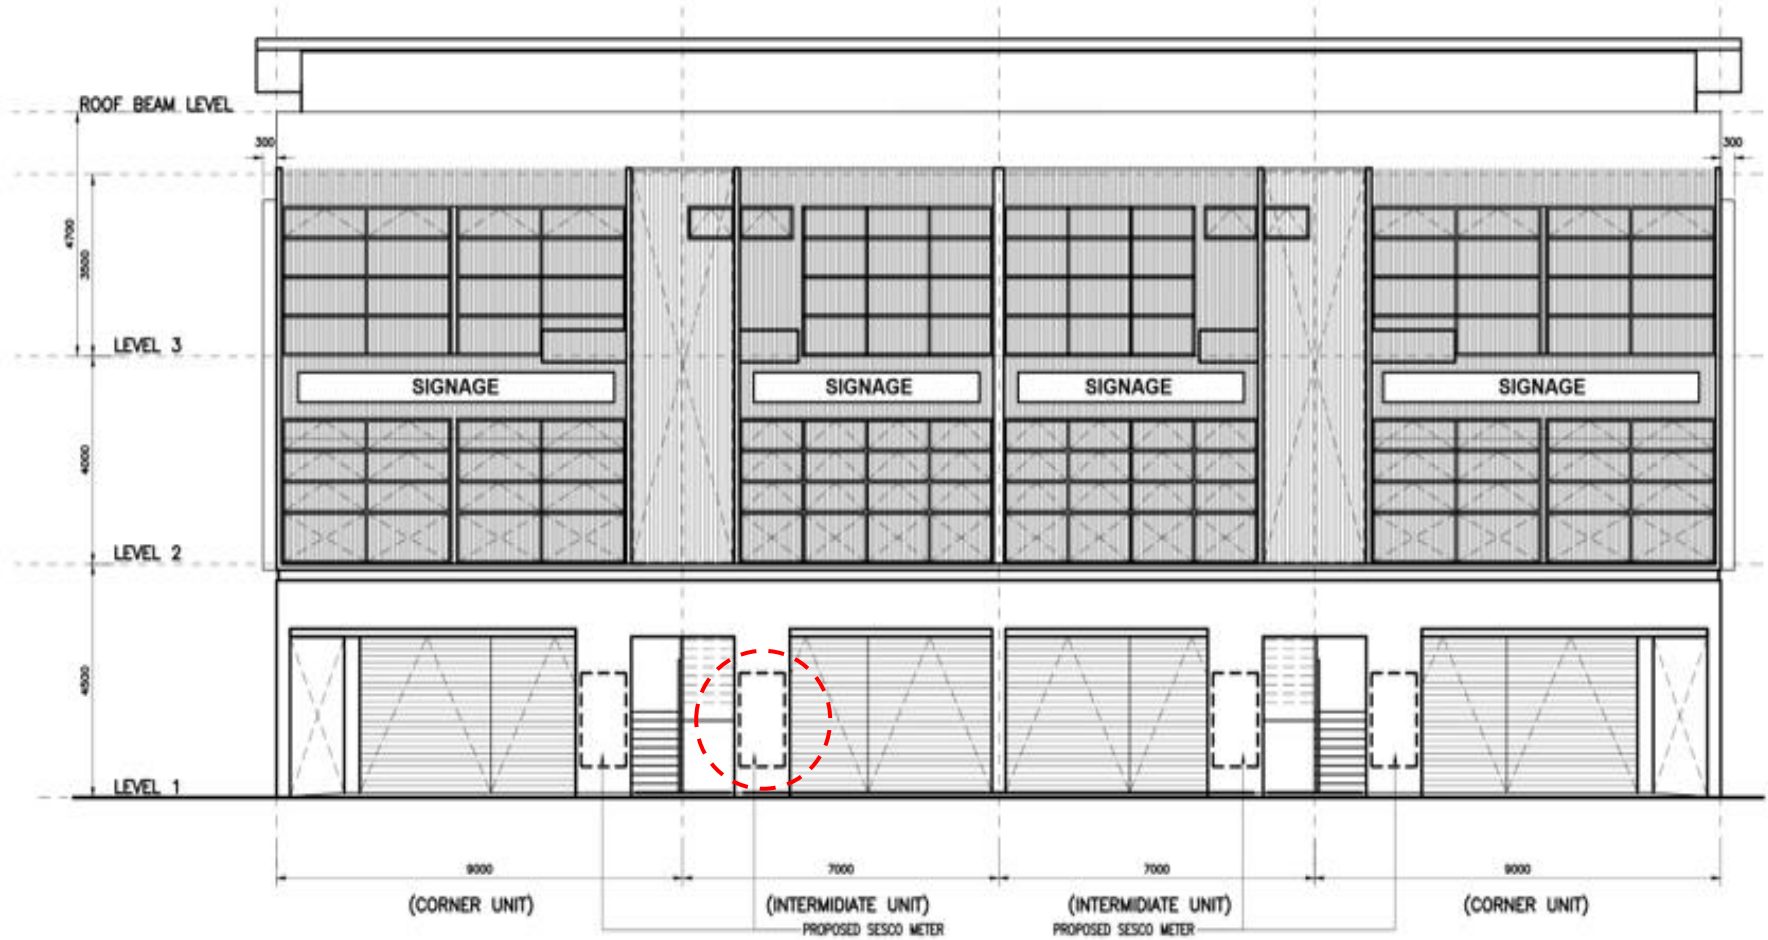 ROOF BEAM LEVEL
300
300
4700
3500
LEVEL 3
SIGNAGE
SIGNAGE
SIGNAGE
SIGNAGE
4000
LEVEL 2
4500
LEVEL 1
9000
7000
7000
9000
(CORNER UNIT)
(INTERMIDIATE UNIT)
(INTERMIDIATE UNIT)
(CORNER UNIT)
PROPOSED SESCO METER
PROPOSED SESCO METER